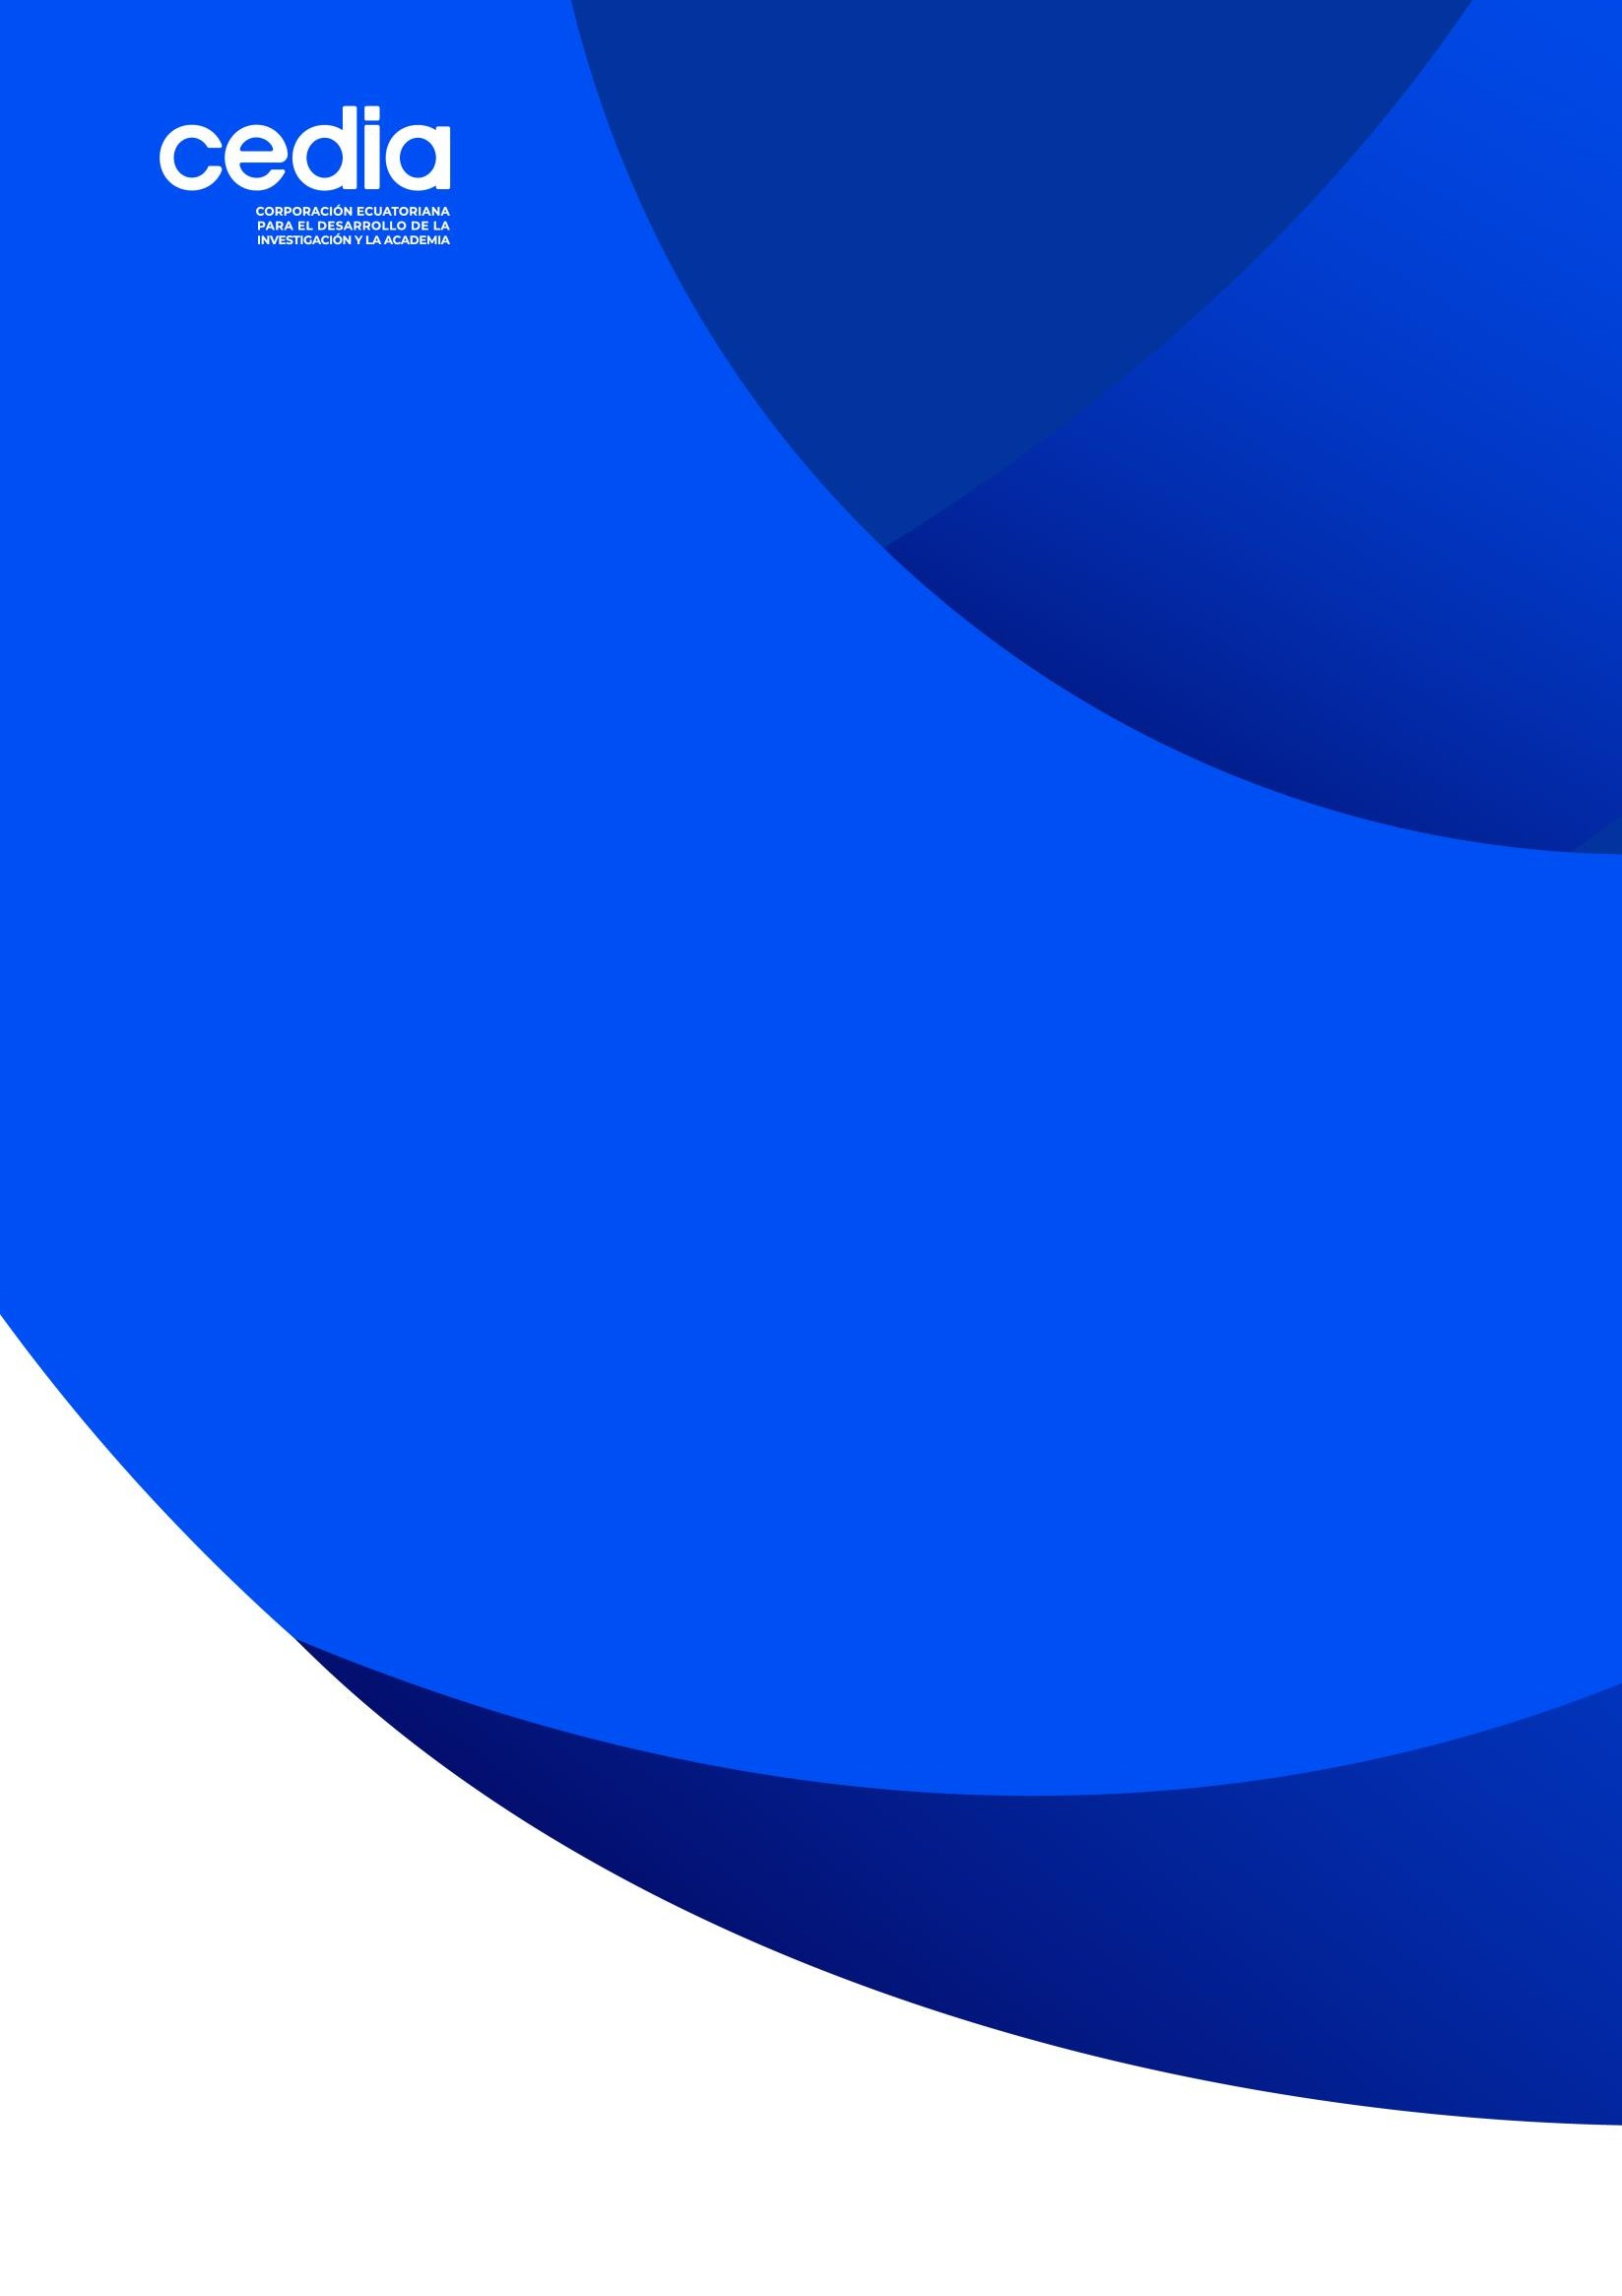 cedia
CORPORACIÓN ECUATORIANA
PARA EL DESARROLLO DE LA
INVESTIGACIÓN Y LA ACADEMIA